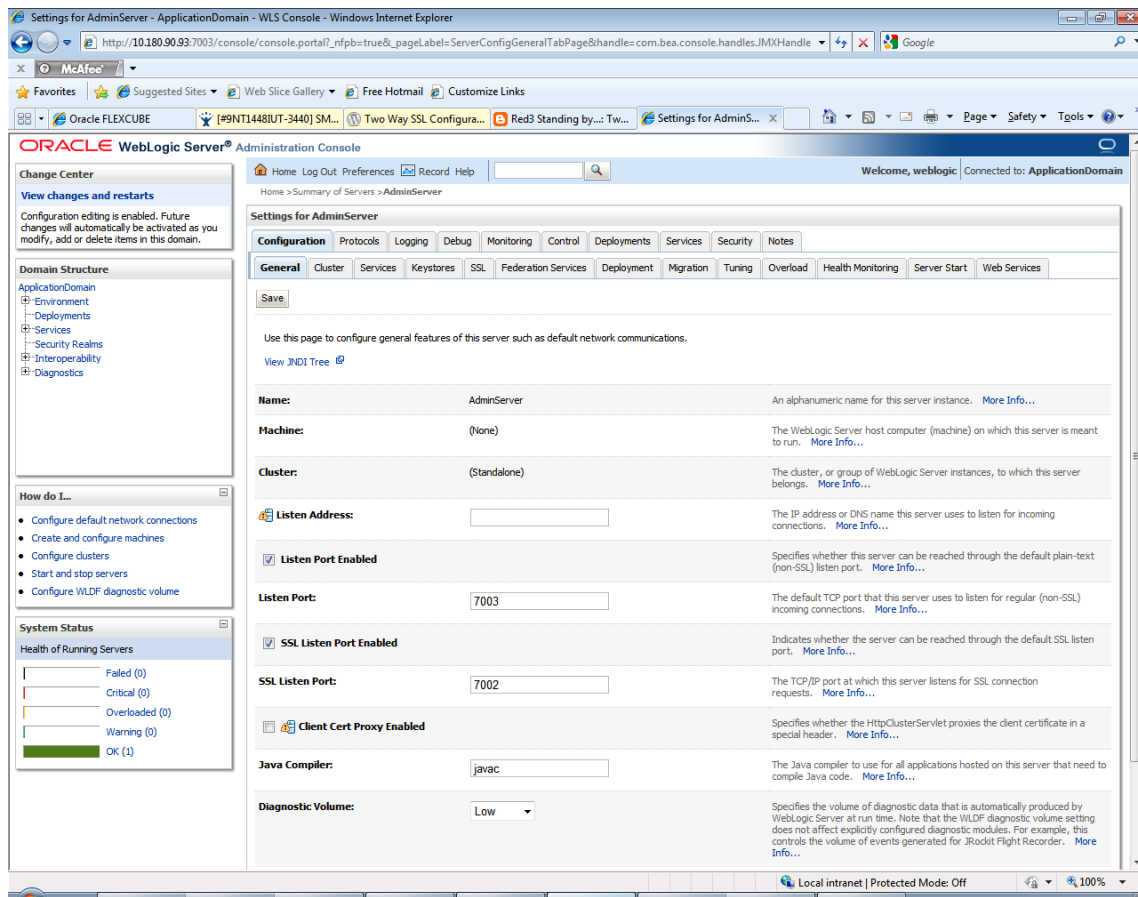 Settings for AdminServer - ApplicationDomain - WLS Console - Windows Internet Explorer
http://10.180.90.93:7003/console/console.portal?_nfpb=true&_pageLabel=ServerConfigGeneralTabPage&handle=com.bea.console.handles.JMXHandle
Google
X McAfee
Favorites Suggested Sites Web Slice Gallery Free Hotmail Customize Links
Oracle FLEXCUBE [#9NT1448IUT-3440] SM... Two Way SSL Configura... Red3 Standing by...: Tw... Settings for AdminS... X Page Safety Tools
ORACLE WebLogic Server® Administration Console
Change Center
View changes and restarts
Configuration editing is enabled. Future
changes will automatically be activated as you
modify, add or delete items in this domain.
Domain Structure
ApplicationDomain
Environment
Deployments
Services
Security Realms
Interoperability
Diagnostics
How do I...
Configure default network connections
Create and configure machines
Configure clusters
Start and stop servers
Configure WLDF diagnostic volume
System Status
Health of Running Servers
Failed (0)
Critical (0)
Overloaded (0)
Warning (0)
OK (1)
Home Log Out Preferences Record Help
Welcome, weblogic Connected to: ApplicationDomain
Home >Summary of Servers >AdminServer
Settings for AdminServer
Configuration Protocols Logging Debug Monitoring Control Deployments Services Security Notes
General Cluster Services Keystores SSL Federation Services Deployment Migration Tuning Overload Health Monitoring Server Start Web Services
Save
Use this page to configure general features of this server such as default network communications.
View JNDI Tree
Name: AdminServer An alphanumeric name for this server instance. More Info...
Machine: (None) The WebLogic Server host computer (machine) on which this server is meant
to run. More Info...
Cluster: (Standalone) The cluster, or group of WebLogic Server instances, to which this server
belongs. More Info...
Listen Address: The IP address or DNS name this server uses to listen for incoming
connections. More Info...
Listen Port Enabled Specifies whether this server can be reached through the default plain-text
(non-SSL) listen port. More Info...
Listen Port: 7003 The default TCP port that this server uses to listen for regular (non-SSL)
incoming connections. More Info...
SSL Listen Port Enabled Indicates whether the server can be reached through the default SSL listen
port. More Info...
SSL Listen Port: 7002 The TCP/IP port at which this server listens for SSL connection
requests. More Info...
Client Cert Proxy Enabled Specifies whether the HttpClusterServlet proxies the client certificate in a
special header. More Info...
Java Compiler: javac The Java compiler to use for all applications hosted on this server that need to
compile Java code. More Info...
Diagnostic Volume: Low Specifies the volume of diagnostic data that is automatically produced by
WebLogic Server at run time. Note that the WLDF diagnostic volume setting
does not affect explicitly configured diagnostic modules. For example, this
controls the volume of events generated for JRockit Flight Recorder. More
Info...
Local intranet | Protected Mode: Off 100%